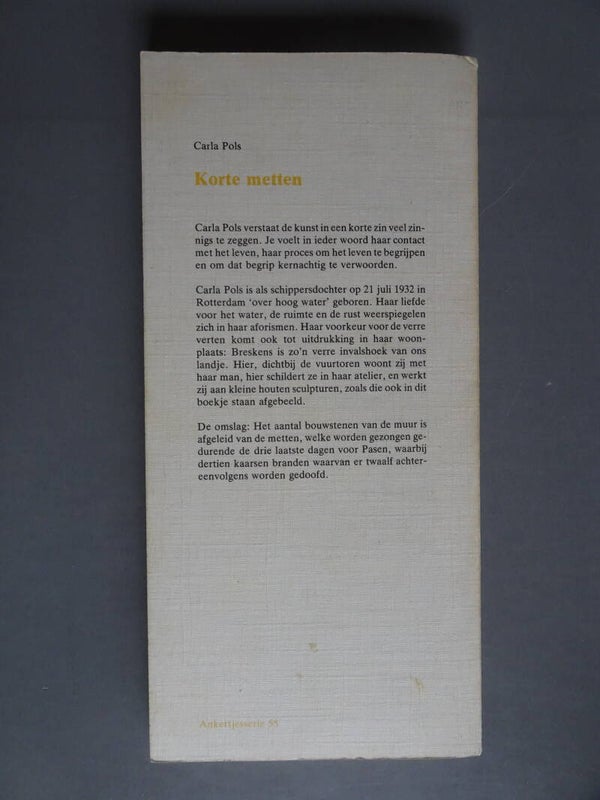 Carla Pols
Korte metten
Carla Pols verstaat de kunst in een korte zin veel zin-
nigs te zeggen. Je voelt in ieder woord haar contact
met het leven, haar proces om het leven te begrijpen
en om dat begrip kernachtig te verwoorden.
Carla Pols is als schippersdochter op 21 juli 1932 in
Rotterdam 'over hoog water' geboren. Haar liefde
voor het water, de ruimte en de rust weerspiegelen
zich in haar aforismen. Haar voorkeur voor de verre
verten komt ook tot uitdrukking in haar woon-
plaats: Breskens is zo'n verre invalshoek van ons
landje. Hier, dichtbij de vuurtoren woont zij met
haar man, hier schildert ze in haar atelier, en werkt
zij aan kleine houten sculpturen, zoals die ook in dit
boekje staan afgebeeld.
De omslag: Het aantal bouwstenen van de muur is
afgeleid van de metten, welke worden gezongen ge-
durende de drie laatste dagen voor Pasen, waarbij
dertien kaarsen branden waarvan er twaalf achter-
eenvolgens worden gedoofd.
Ankertjesserie 55